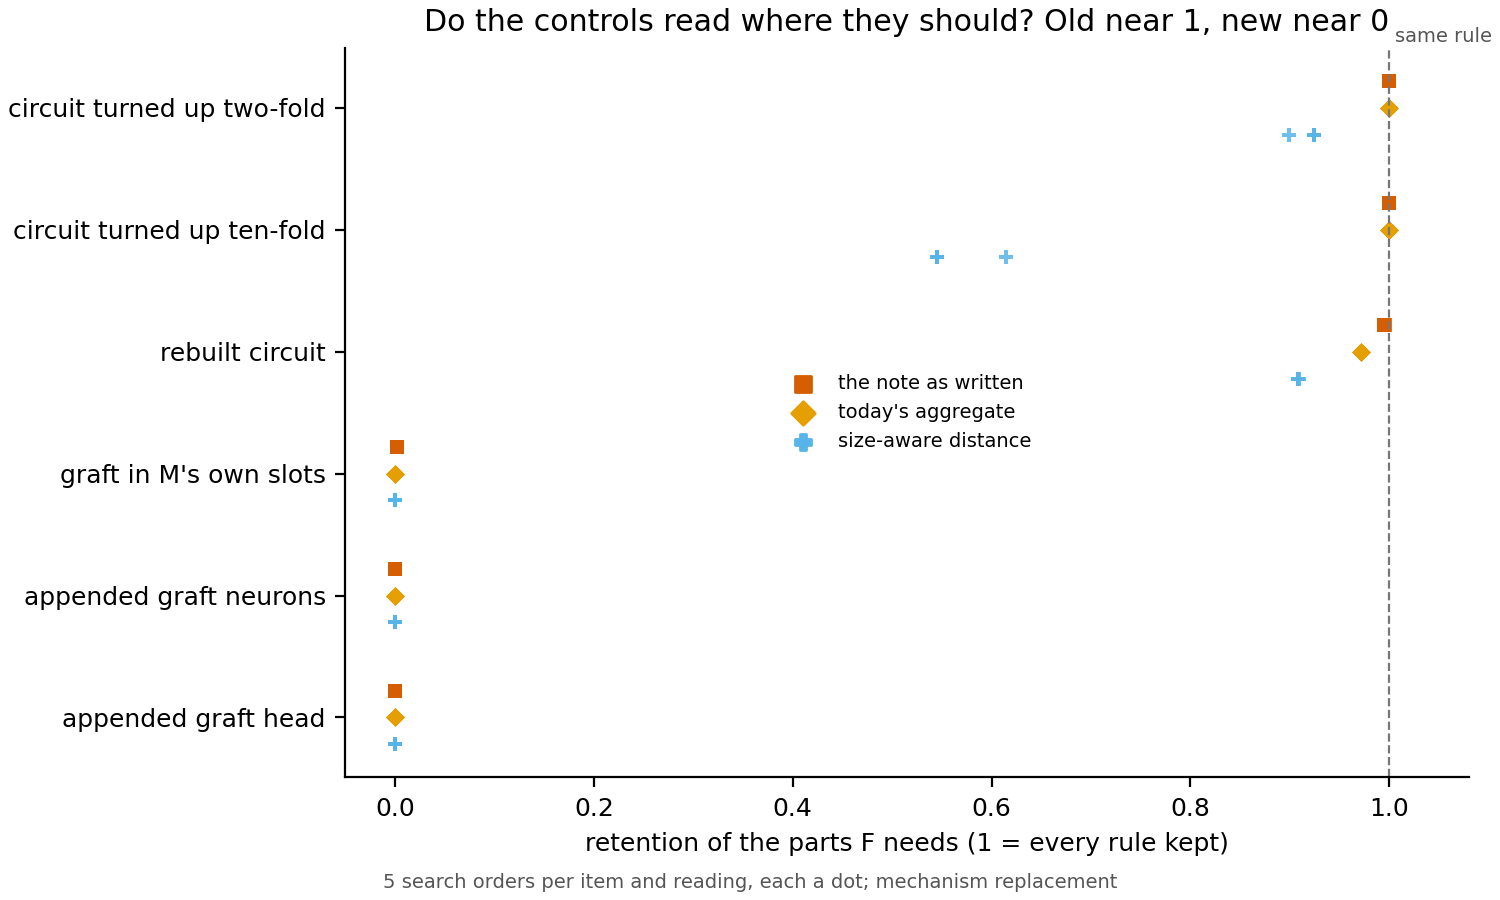 Do the controls read where they should? Old near 1, new near 0
same rule
circuit turned up two-fold
circuit turned up ten-fold
rebuilt circuit
the note as written
today's aggregate
size-aware distance
graft in M's own slots
appended graft neurons
appended graft head
0.0 0.2 0.4 0.6 0.8 1.0
retention of the parts F needs (1 = every rule kept)
5 search orders per item and reading, each a dot; mechanism replacement